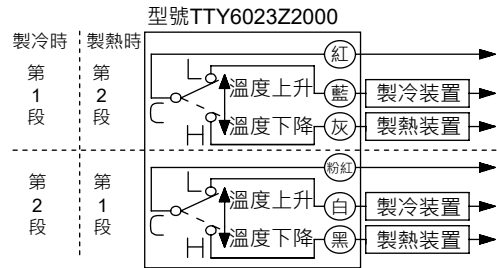 型號TTY6023Z2000
製冷時 製熱時
紅
第1段 第2段
L
溫度上升 藍 製冷裝置
C
溫度下降 灰 製熱裝置
H
粉紅
第2段 第1段
L
溫度上升 白 製冷裝置
C
溫度下降 黑 製熱裝置
H